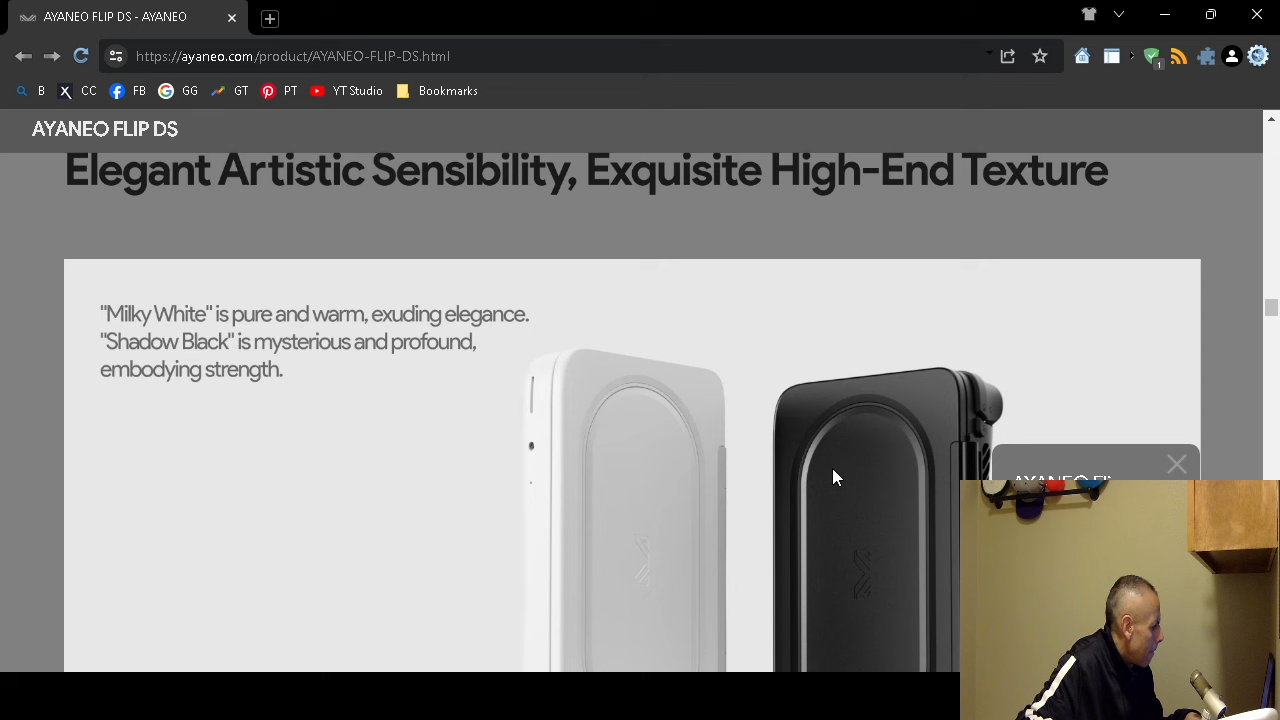 AYANEO FLIP DS - AYANEO
https://ayaneo.com/product/AYANEO-FLIP-DS.html
1
B CC FB GG GT PT YT Studio Bookmarks
AYANEO FLIP DS
Elegant Artistic Sensibility, Exquisite High-End Texture
"Milky White" is pure and warm, exuding elegance.
"Shadow Black" is mysterious and profound,
embodying strength.